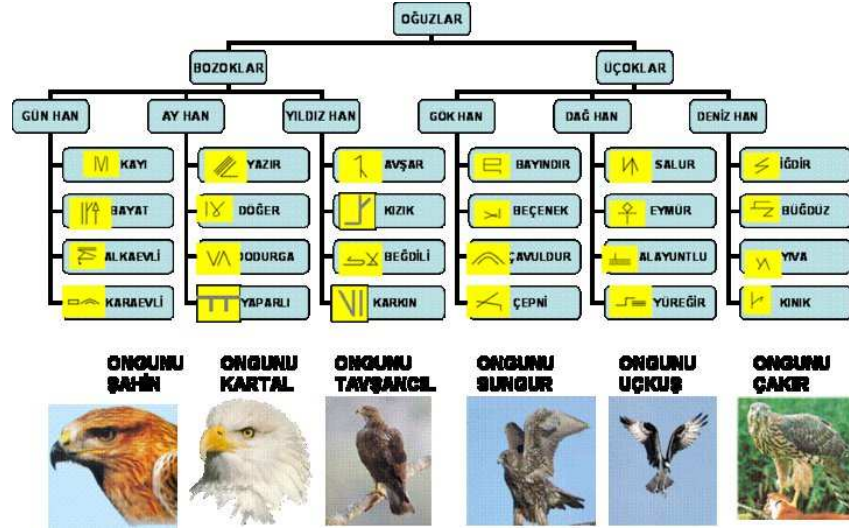 OĞUZLAR
BOZOKLAR
ÜÇOKLAR
GÜN HAN
AY HAN
YILDIZ HAN
GÖK HAN
DAĞ HAN
DENİZ HAN
KAYI
YAZIR
AVŞAR
BAYINDIR
SALUR
İĞDİR
BAYAT
DÖĞER
KIZIK
BEÇENEK
EYMÜR
BÜĞDÜZ
ALKAEVLİ
DODURGA
BEĞDİLİ
ÇAVULDUR
ALAYUNTLU
YIVA
KARAEVLİ
YAPARLI
KARKIN
ÇEPNİ
YÜREĞİR
KINIK
ONGUNU
ŞAHİN
ONGUNU
KARTAL
ONGUNU
TAVŞANCIL
ONGUNU
SUNGUR
ONGUNU
UÇKUŞ
ONGUNU
ÇAKIR